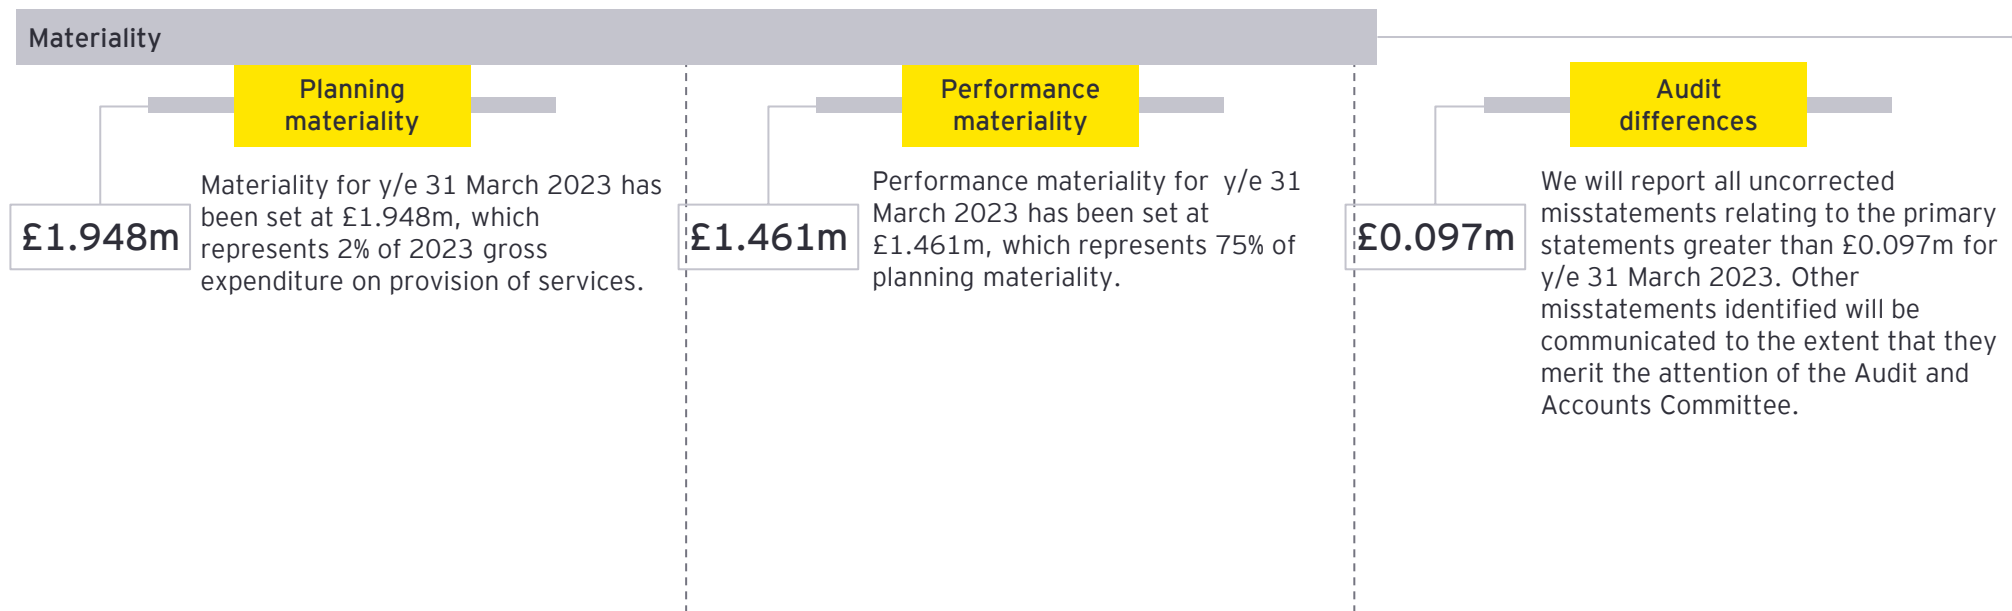 Materiality
Planning
materiality
£1.948m
Materiality for y/e 31 March 2023 has
been set at £1.948m, which
represents 2% of 2023 gross
expenditure on provision of services.
Performance
materiality
£1.461m
Performance materiality for y/e 31
March 2023 has been set at
£1.461m, which represents 75% of
planning materiality.
Audit
differences
£0.097m
We will report all uncorrected
misstatements relating to the primary
statements greater than £0.097m for
y/e 31 March 2023. Other
misstatements identified will be
communicated to the extent that they
merit the attention of the Audit and
Accounts Committee.